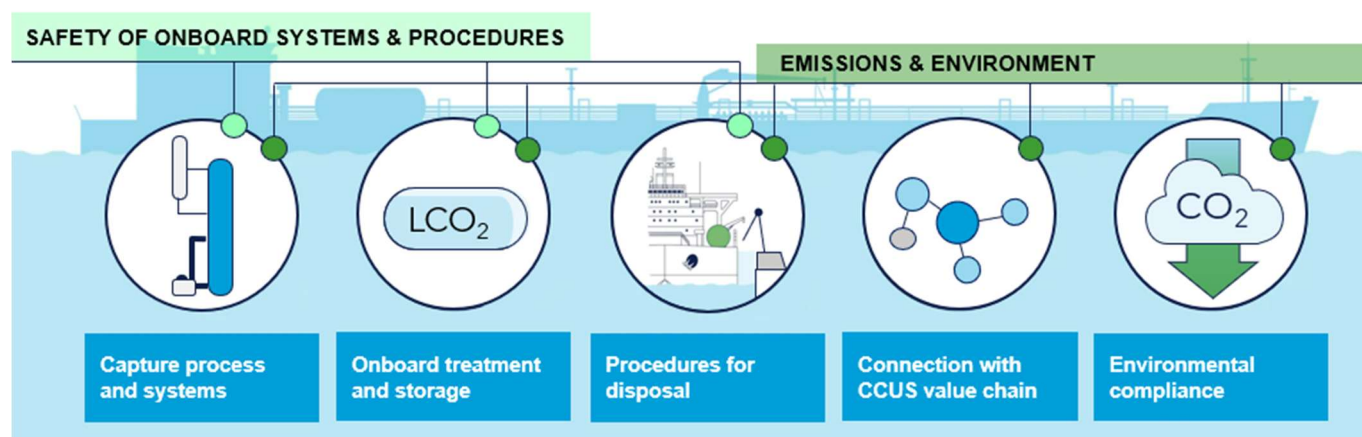 SAFETY OF ONBOARD SYSTEMS & PROCEDURES
EMISSIONS & ENVIRONMENT
LCO₂
CO₂
Capture process
and systems
Onboard treatment
and storage
Procedures for
disposal
Connection with
CCUS value chain
Environmental
compliance